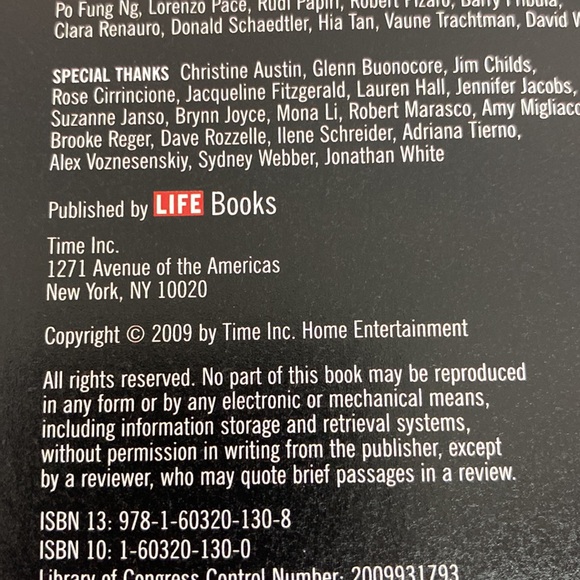 Po Fung Ng, Lorenzo Pace, Rudi Papiri, Robert Pizaro, Barry Pribula,
Clara Renauro, Donald Schaedtler, Hia Tan, Vaune Trachtman, David
SPECIAL THANKS Christine Austin, Glenn Buonocore, Jim Childs,
Rose Cirrincione, Jacqueline Fitzgerald, Lauren Hall, Jennifer Jacobs,
Suzanne Janso, Brynn Joyce, Mona Li, Robert Marasco, Amy Migliacc
Brooke Reger, Dave Rozzelle, Ilene Schreider, Adriana Tierno,
Alex Voznesenskiy, Sydney Webber, Jonathan White
Published by LIFE Books
Time Inc.
1271 Avenue of the Americas
New York, NY 10020
Copyright © 2009 by Time Inc. Home Entertainment
All rights reserved. No part of this book may be reproduced
in any form or by any electronic or mechanical means,
including information storage and retrieval systems,
without permission in writing from the publisher, except
by a reviewer, who may quote brief passages in a review.
ISBN 13: 978-1-60320-130-8
ISBN 10: 1-60320-130-0
Library of Congress Control Number: 2009931793